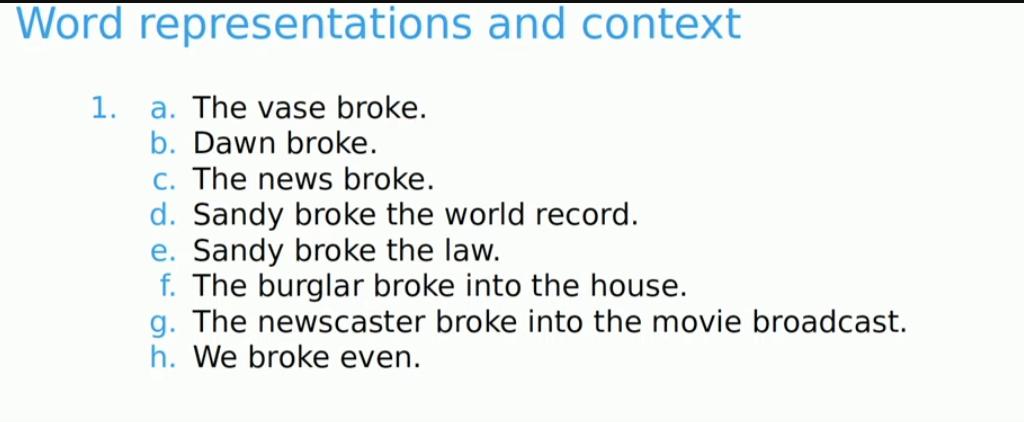 Word representations and context
1. a. The vase broke.
b. Dawn broke.
c. The news broke.
d. Sandy broke the world record.
e. Sandy broke the law.
f. The burglar broke into the house.
g. The newscaster broke into the movie broadcast.
h. We broke even.